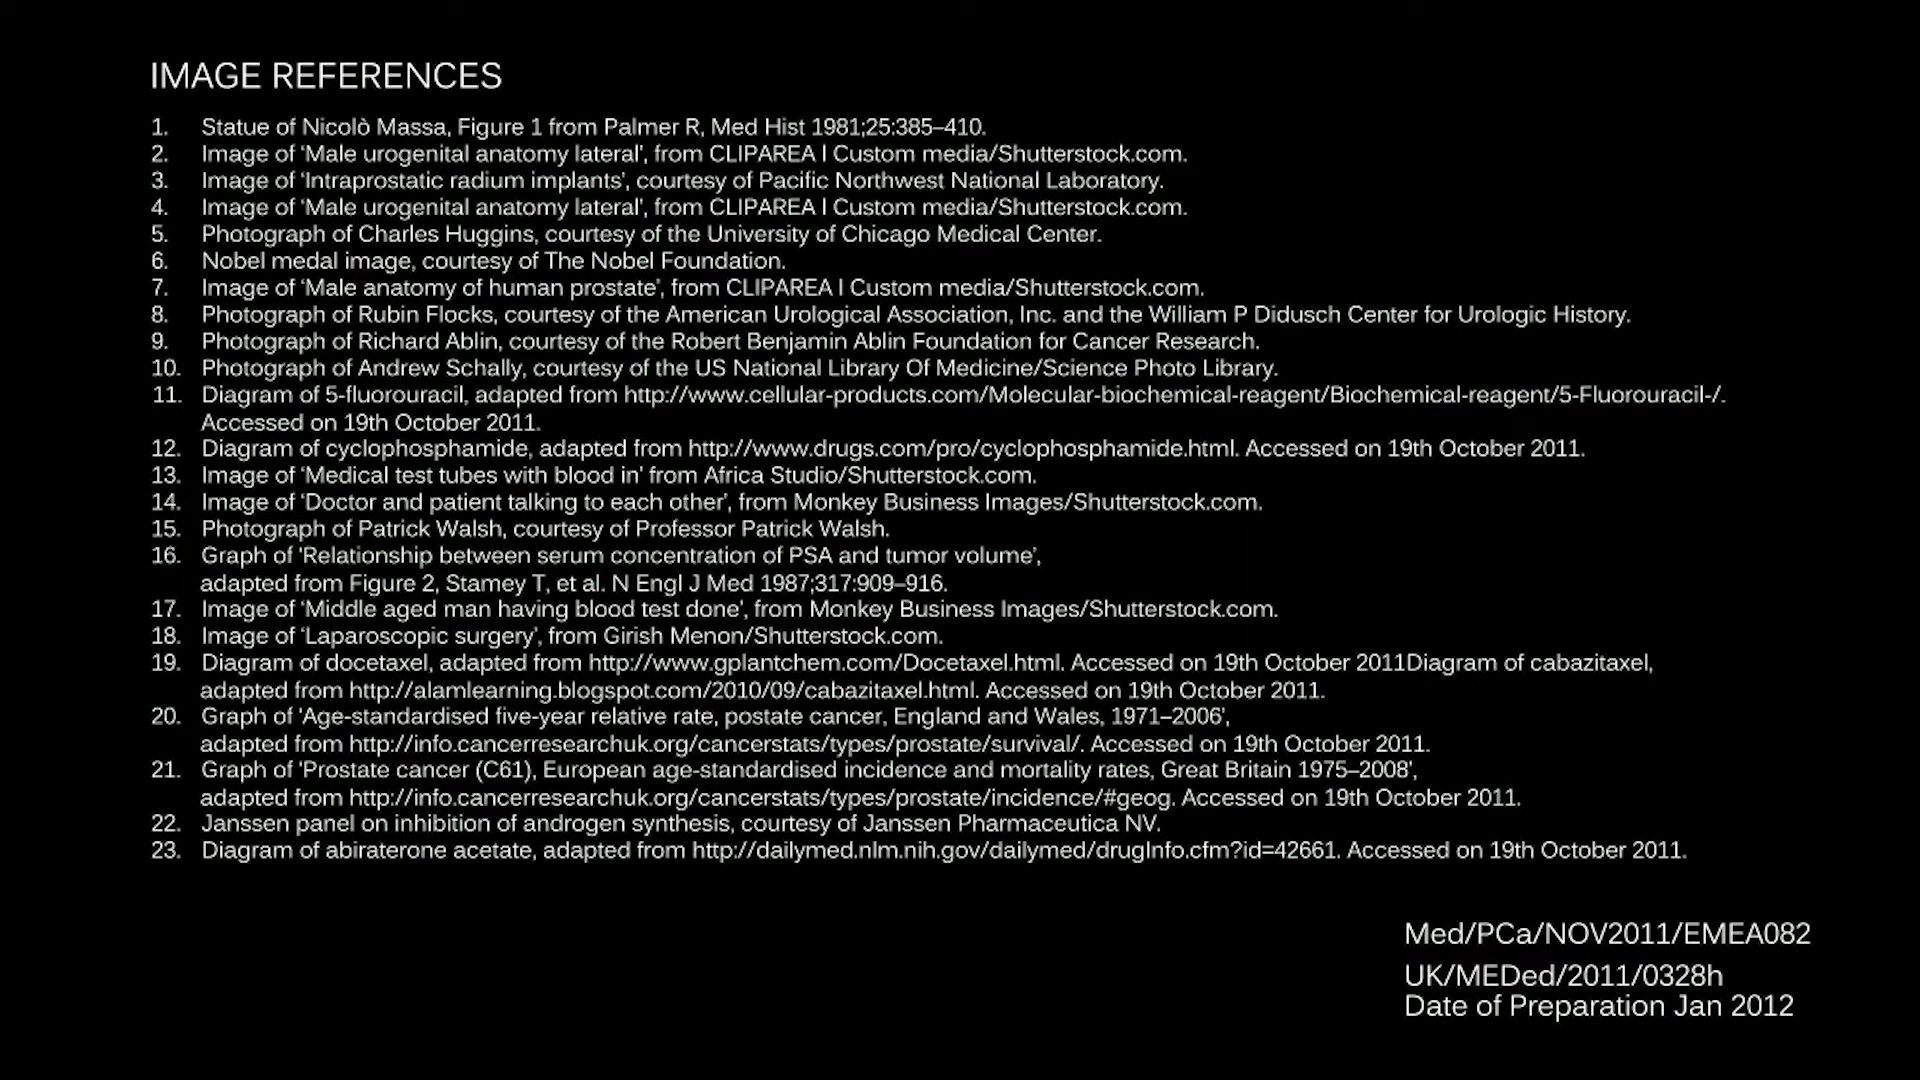 IMAGE REFERENCES
1. Statue of Nicolò Massa, Figure 1 from Palmer R, Med Hist 1981;25:385–410.
2. Image of ‘Male urogenital anatomy lateral’, from CLIPAREA l Custom media/Shutterstock.com.
3. Image of ‘Intraprostatic radium implants’, courtesy of Pacific Northwest National Laboratory.
4. Image of ‘Male urogenital anatomy lateral’, from CLIPAREA l Custom media/Shutterstock.com.
5. Photograph of Charles Huggins, courtesy of the University of Chicago Medical Center.
6. Nobel medal image, courtesy of The Nobel Foundation.
7. Image of ‘Male anatomy of human prostate’, from CLIPAREA l Custom media/Shutterstock.com.
8. Photograph of Rubin Flocks, courtesy of the American Urological Association, Inc. and the William P Didusch Center for Urologic History.
9. Photograph of Richard Ablin, courtesy of the Robert Benjamin Ablin Foundation for Cancer Research.
10. Photograph of Andrew Schally, courtesy of the US National Library Of Medicine/Science Photo Library.
11. Diagram of 5-fluorouracil, adapted from http://www.cellular-products.com/Molecular-biochemical-reagent/Biochemical-reagent/5-Fluorouracil-/.
Accessed on 19th October 2011.
12. Diagram of cyclophosphamide, adapted from http://www.drugs.com/pro/cyclophosphamide.html. Accessed on 19th October 2011.
13. Image of ‘Medical test tubes with blood in’ from Africa Studio/Shutterstock.com.
14. Image of ‘Doctor and patient talking to each other’, from Monkey Business Images/Shutterstock.com.
15. Photograph of Patrick Walsh, courtesy of Professor Patrick Walsh.
16. Graph of 'Relationship between serum concentration of PSA and tumor volume’,
adapted from Figure 2, Stamey T, et al. N Engl J Med 1987;317:909–916.
17. Image of ‘Middle aged man having blood test done’, from Monkey Business Images/Shutterstock.com.
18. Image of ‘Laparoscopic surgery’, from Girish Menon/Shutterstock.com.
19. Diagram of docetaxel, adapted from http://www.gplantchem.com/Docetaxel.html. Accessed on 19th October 2011Diagram of cabazitaxel,
adapted from http://alamlearning.blogspot.com/2010/09/cabazitaxel.html. Accessed on 19th October 2011.
20. Graph of 'Age-standardised five-year relative rate, postate cancer, England and Wales, 1971–2006’,
adapted from http://info.cancerresearchuk.org/cancerstats/types/prostate/survival/. Accessed on 19th October 2011.
21. Graph of 'Prostate cancer (C61), European age-standardised incidence and mortality rates, Great Britain 1975–2008’,
adapted from http://info.cancerresearchuk.org/cancerstats/types/prostate/incidence/#geog. Accessed on 19th October 2011.
22. Janssen panel on inhibition of androgen synthesis, courtesy of Janssen Pharmaceutica NV.
23. Diagram of abiraterone acetate, adapted from http://dailymed.nlm.nih.gov/dailymed/drugInfo.cfm?id=42661. Accessed on 19th October 2011.
Med/PCa/NOV2011/EMEA082
UK/MEDed/2011/0328h
Date of Preparation Jan 2012